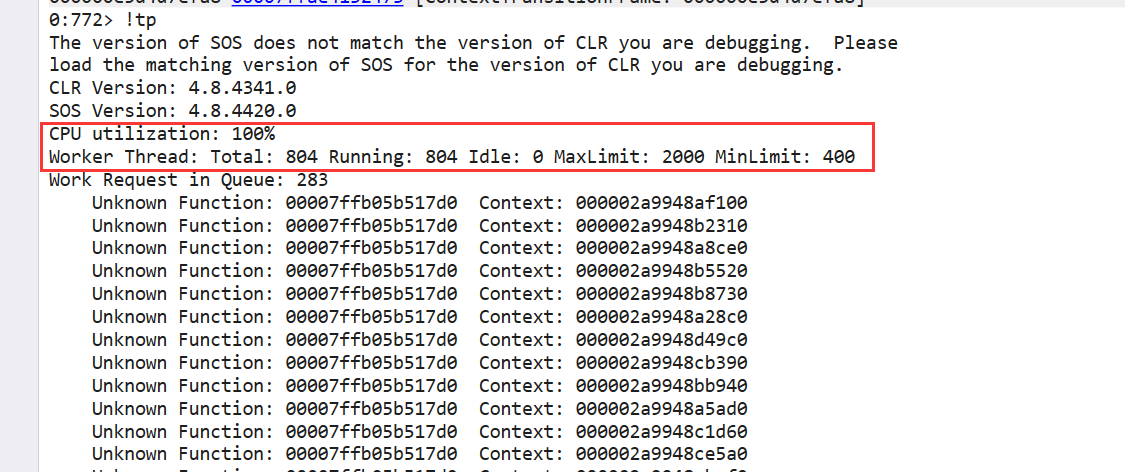 0:772> !tp
The version of SOS does not match the version of CLR you are debugging.  Please
load the matching version of SOS for the version of CLR you are debugging.
CLR Version: 4.8.4341.0
SOS Version: 4.8.4420.0
CPU utilization: 100%
Worker Thread: Total: 804 Running: 804 Idle: 0 MaxLimit: 2000 MinLimit: 400
Work Request in Queue: 283
    Unknown Function: 00007ffb05b517d0  Context: 000002a9948af100
    Unknown Function: 00007ffb05b517d0  Context: 000002a9948b2310
    Unknown Function: 00007ffb05b517d0  Context: 000002a9948a8ce0
    Unknown Function: 00007ffb05b517d0  Context: 000002a9948b5520
    Unknown Function: 00007ffb05b517d0  Context: 000002a9948b8730
    Unknown Function: 00007ffb05b517d0  Context: 000002a9948a28c0
    Unknown Function: 00007ffb05b517d0  Context: 000002a9948d49c0
    Unknown Function: 00007ffb05b517d0  Context: 000002a9948cb390
    Unknown Function: 00007ffb05b517d0  Context: 000002a9948bb940
    Unknown Function: 00007ffb05b517d0  Context: 000002a9948a5ad0
    Unknown Function: 00007ffb05b517d0  Context: 000002a9948c1d60
    Unknown Function: 00007ffb05b517d0  Context: 000002a9948ce5a0